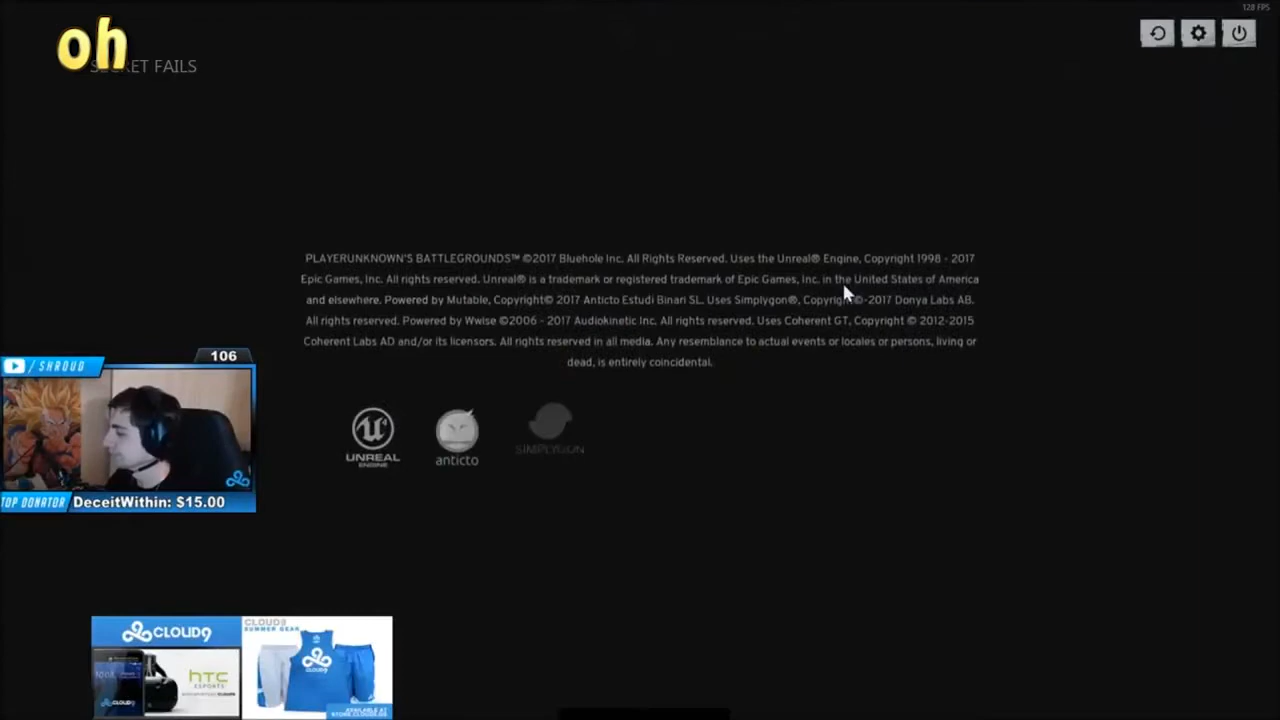 128 FPS
oh
SECRET FAILS
PLAYERUNKNOWN'S BATTLEGROUNDS™ ©2017 Bluehole Inc. All Rights Reserved. Uses the Unreal® Engine, Copyright 1998 - 2017
Epic Games, Inc. All rights reserved. Unreal® is a trademark or registered trademark of Epic Games, Inc. in the United States of America
and elsewhere. Powered by Mutable, Copyright© 2017 Anticto Estudi Binari SL. Uses Simplygon®, Copyright©-2017 Donya Labs AB.
All rights reserved. Powered by Wwise ©2006 - 2017 Audiokinetic Inc. All rights reserved. Uses Coherent GT, Copyright © 2012-2015
Coherent Labs AD and/or its licensors. All rights reserved in all media. Any resemblance to actual events or locales or persons, living or
dead, is entirely coincidental.
106
/ SHROUD
UNREAL
ENGINE
anticto
SIMPLYGON
TOP DONATOR DeceitWithin: $15.00
CLOUD9
htc
ESPORTS
CLOUD9
CLOUD9
SUMMER GEAR
AVAILABLE AT
STORE.CLOUD9.GG